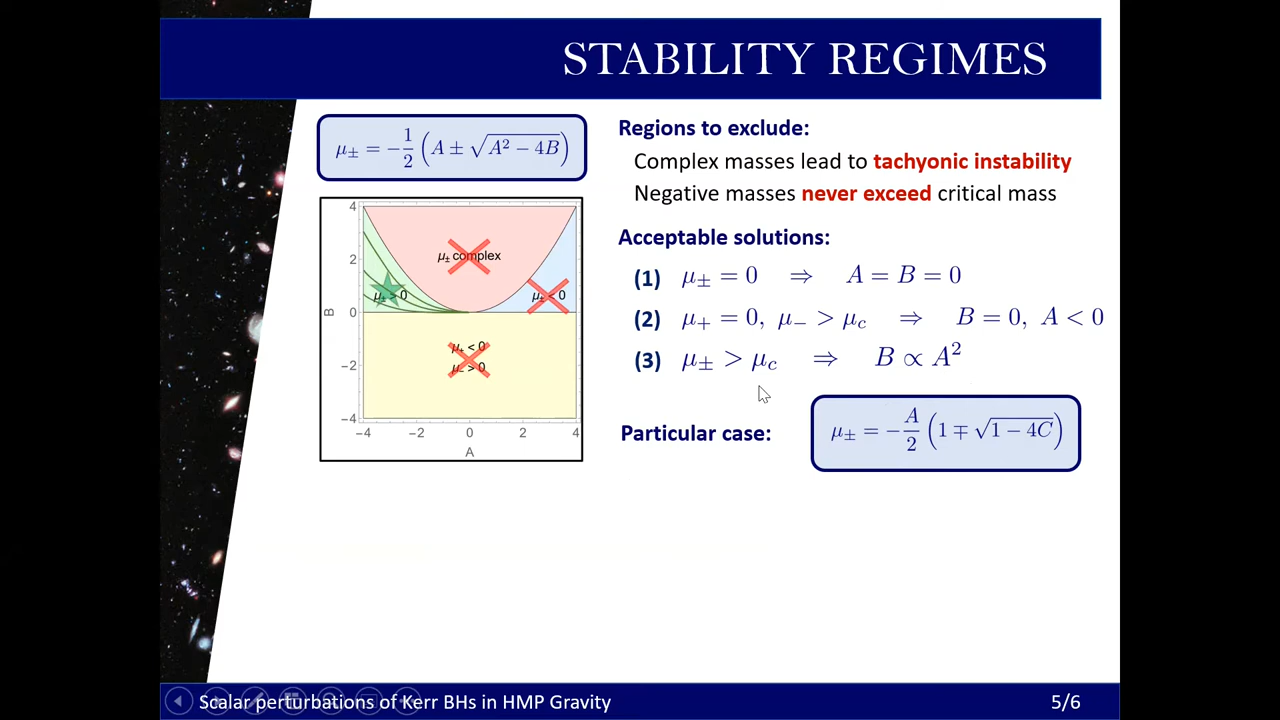 STABILITY REGIMES
μ± = −1/2 (A ± √(A² − 4B))
4
2
0
−2
−4
B
μ± complex
μ± > 0
μ± < 0
μ+ < 0
μ− > 0
−4 −2 0 2 4
A
Regions to exclude:
Complex masses lead to tachyonic instability
Negative masses never exceed critical mass
Acceptable solutions:
(1) μ± = 0 ⇒ A = B = 0
(2) μ+ = 0, μ− > μc ⇒ B = 0, A < 0
(3) μ± > μc ⇒ B ∝ A²
Particular case: μ± = −A/2 (1 ∓ √(1 − 4C))
Scalar perturbations of Kerr BHs in HMP Gravity 5/6